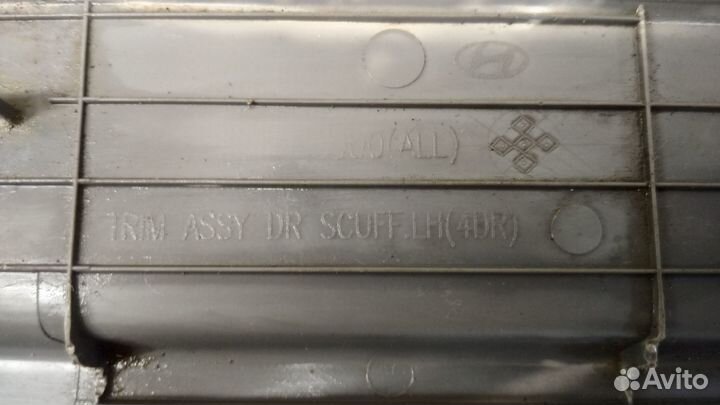 (ALL)
TRIM ASSY DR SCUFF.LH(4DR)
Avito